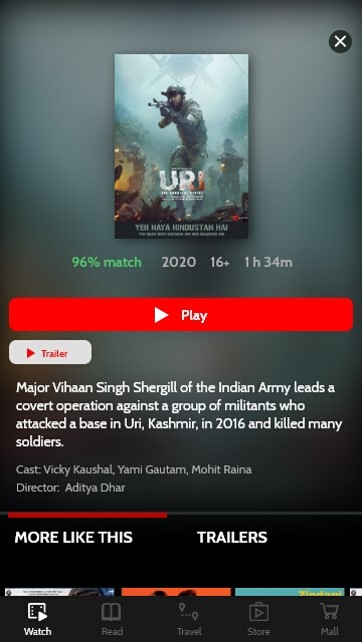 URI
THE SURGICAL STRIKE
YEH NAYA HINDUSTAN HAI
96% match 2020 16+ 1 h 34m
Play
Trailer
Major Vihaan Singh Shergill of the Indian Army leads a
covert operation against a group of militants who
attacked a base in Uri, Kashmir, in 2016 and killed many
soldiers.
Cast: Vicky Kaushal, Yami Gautam, Mohit Raina
Director: Aditya Dhar
MORE LIKE THIS TRAILERS
Zindagi
Watch Read Travel Store Mall